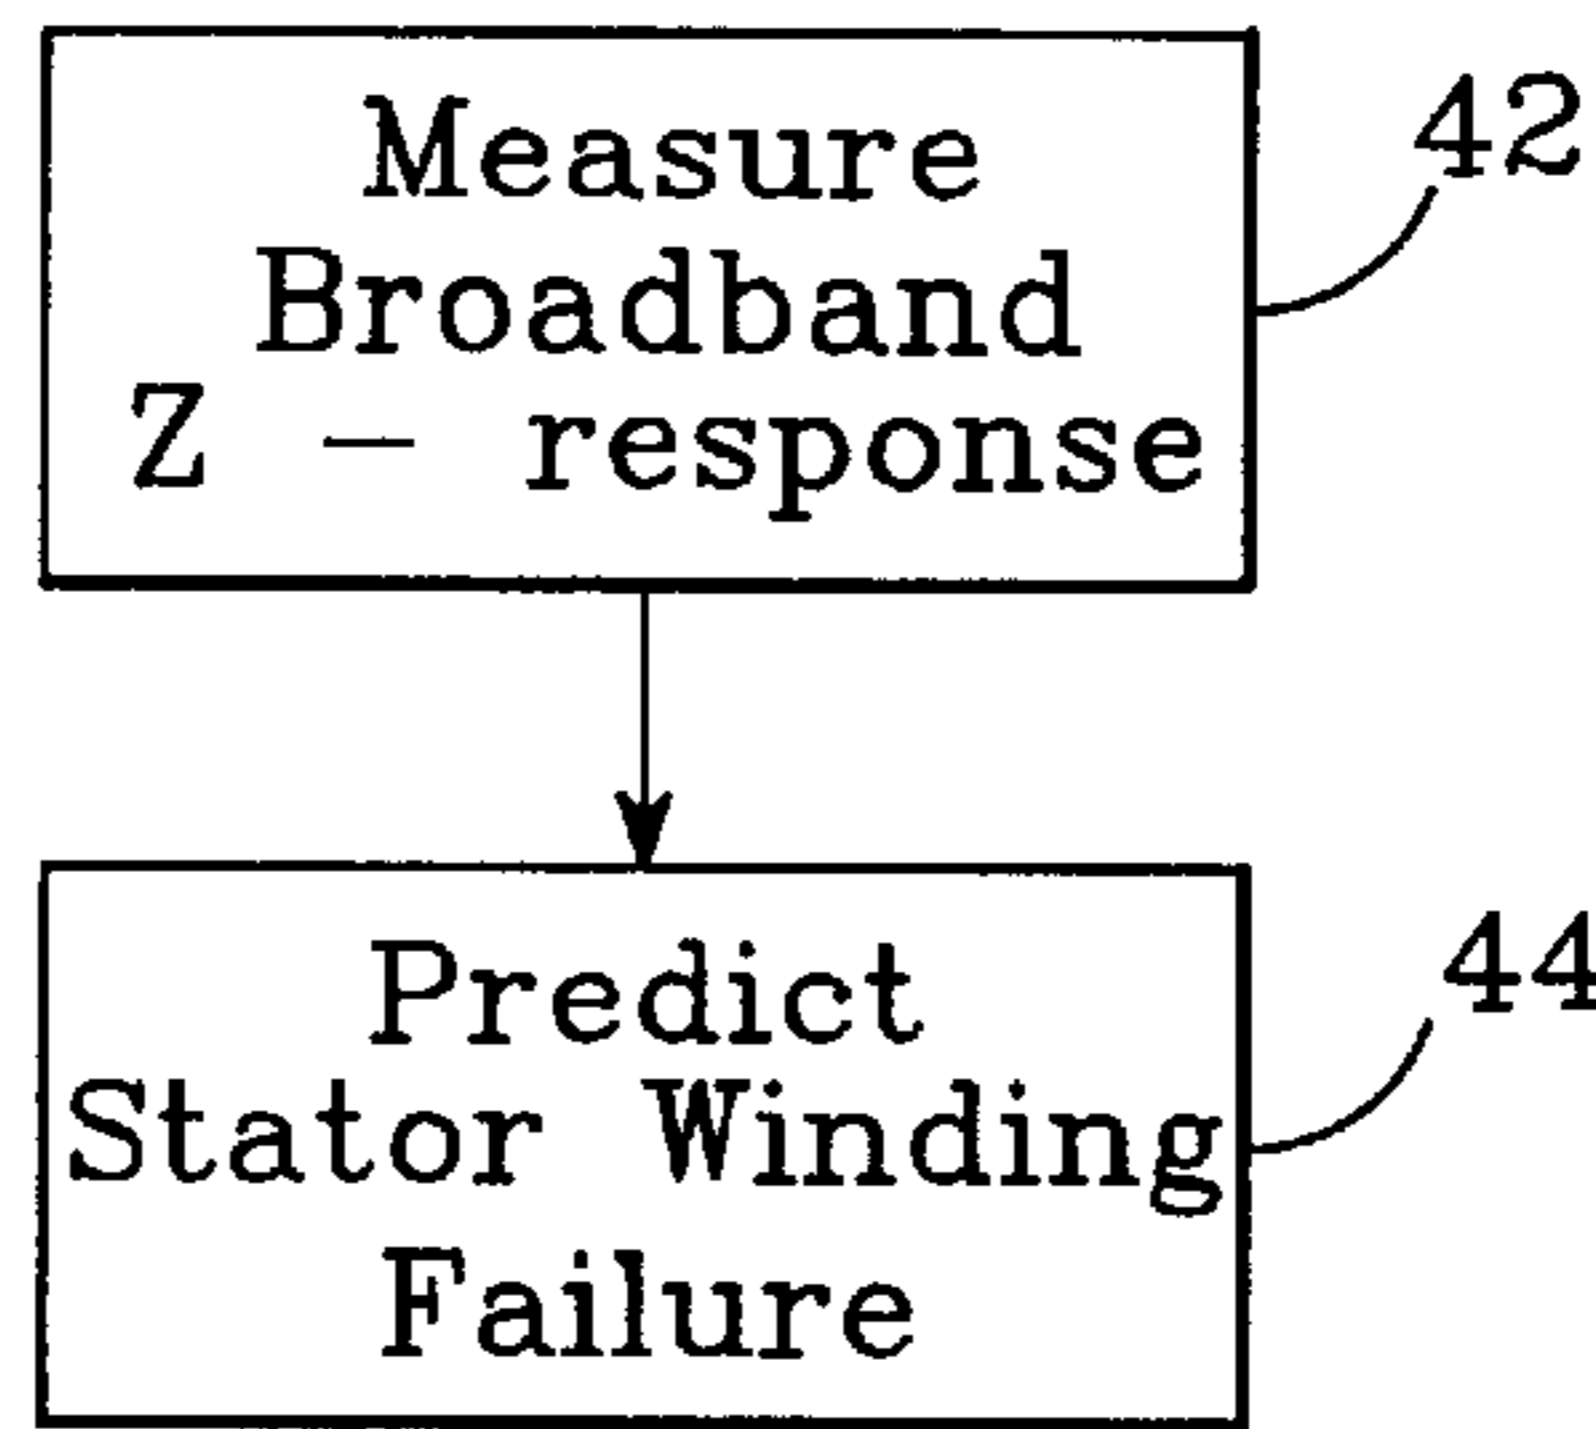 Measure
Broadband
Z – response
42
Predict
Stator Winding
Failure
44